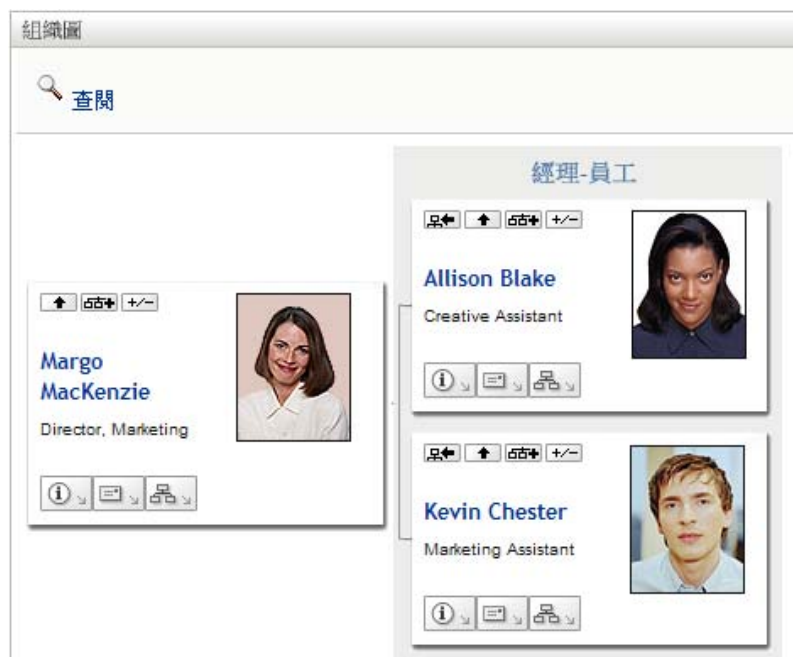 組織圖
查閱
經理-員工
Margo
MacKenzie
Director, Marketing
Allison Blake
Creative Assistant
Kevin Chester
Marketing Assistant